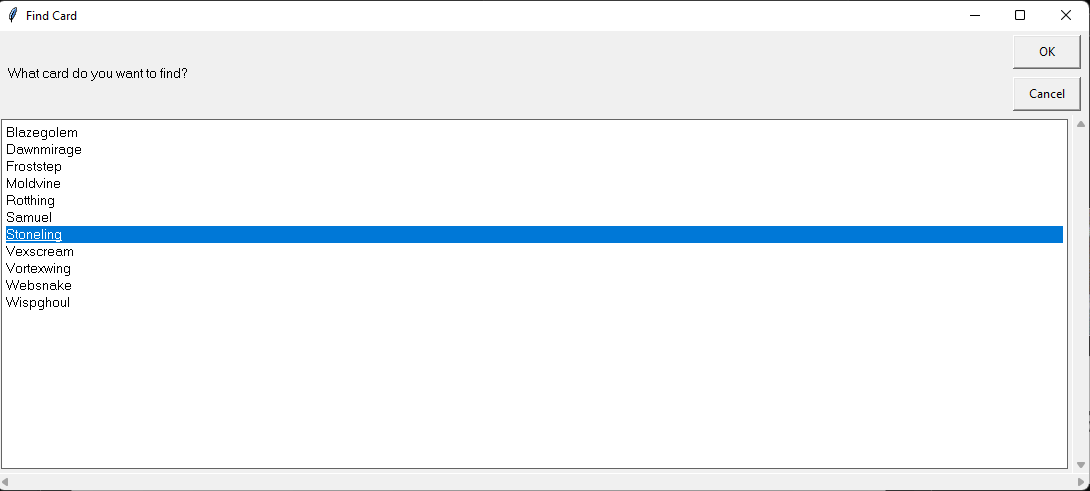 Find Card
What card do you want to find?
OK
Cancel
Blazegolem
Dawnmirage
Froststep
Moldvine
Rotthing
Samuel
Stoneling
Vexscream
Vortexwing
Websnake
Wispghoul